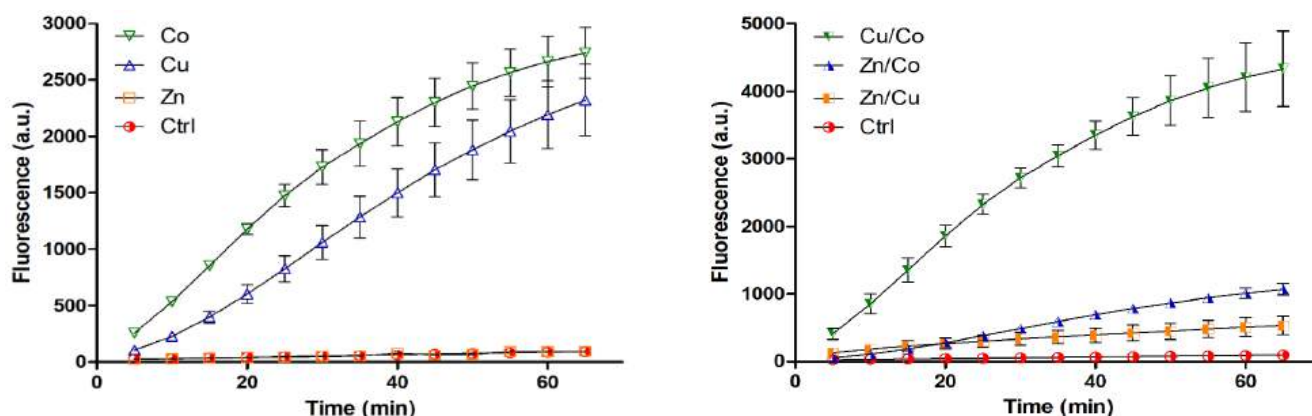 3000
2500
2000
1500
1000
500
0
Fluorescence (a.u.)
Co
Cu
Zn
Ctrl
0 20 40 60
Time (min)
5000
4000
3000
2000
1000
0
Fluorescence (a.u.)
Cu/Co
Zn/Co
Zn/Cu
Ctrl
0 20 40 60
Time (min)